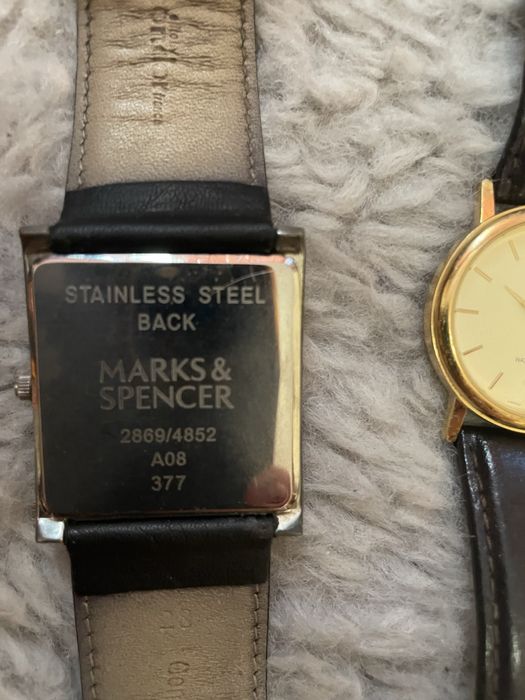 STAINLESS STEEL
BACK
MARKS &
SPENCER
2869/4852
A08
377